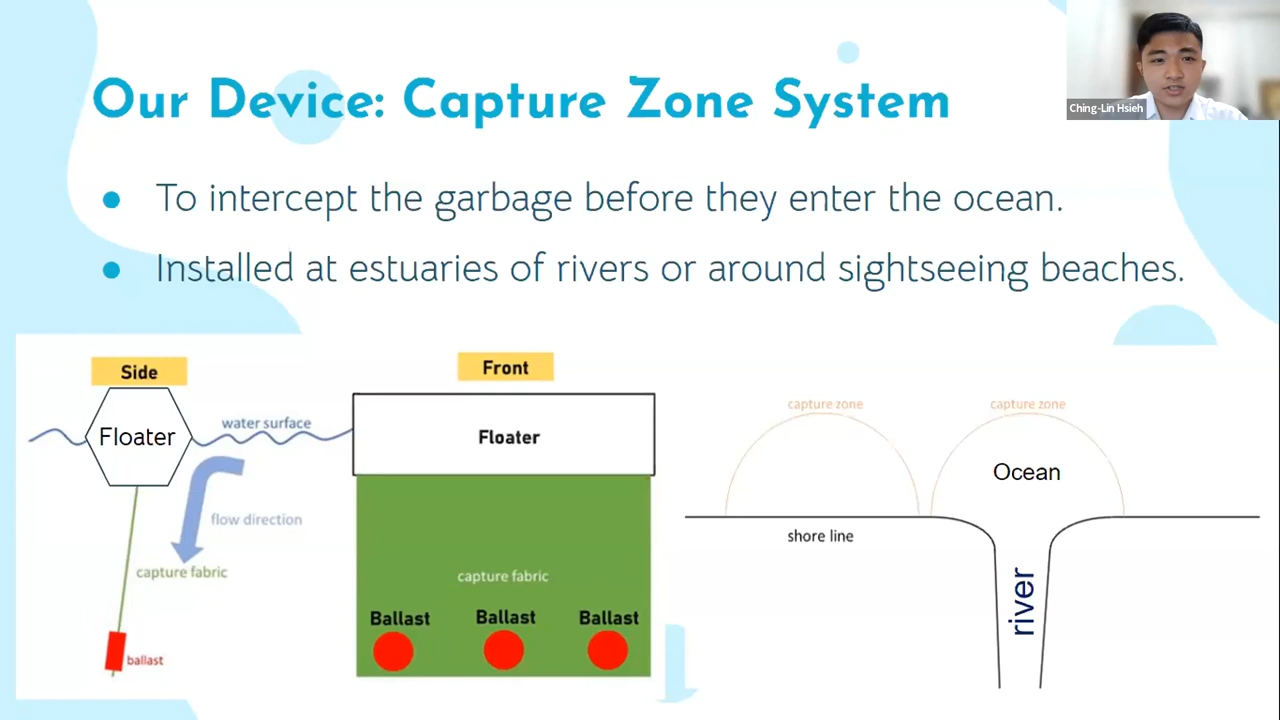 Our Device: Capture Zone System
Ching-Lin Hsieh
● To intercept the garbage before they enter the ocean.
● Installed at estuaries of rivers or around sightseeing beaches.
Side
Floater
water surface
flow direction
capture fabric
ballast
Front
Floater
capture fabric
Ballast
Ballast
Ballast
capture zone
capture zone
Ocean
shore line
river